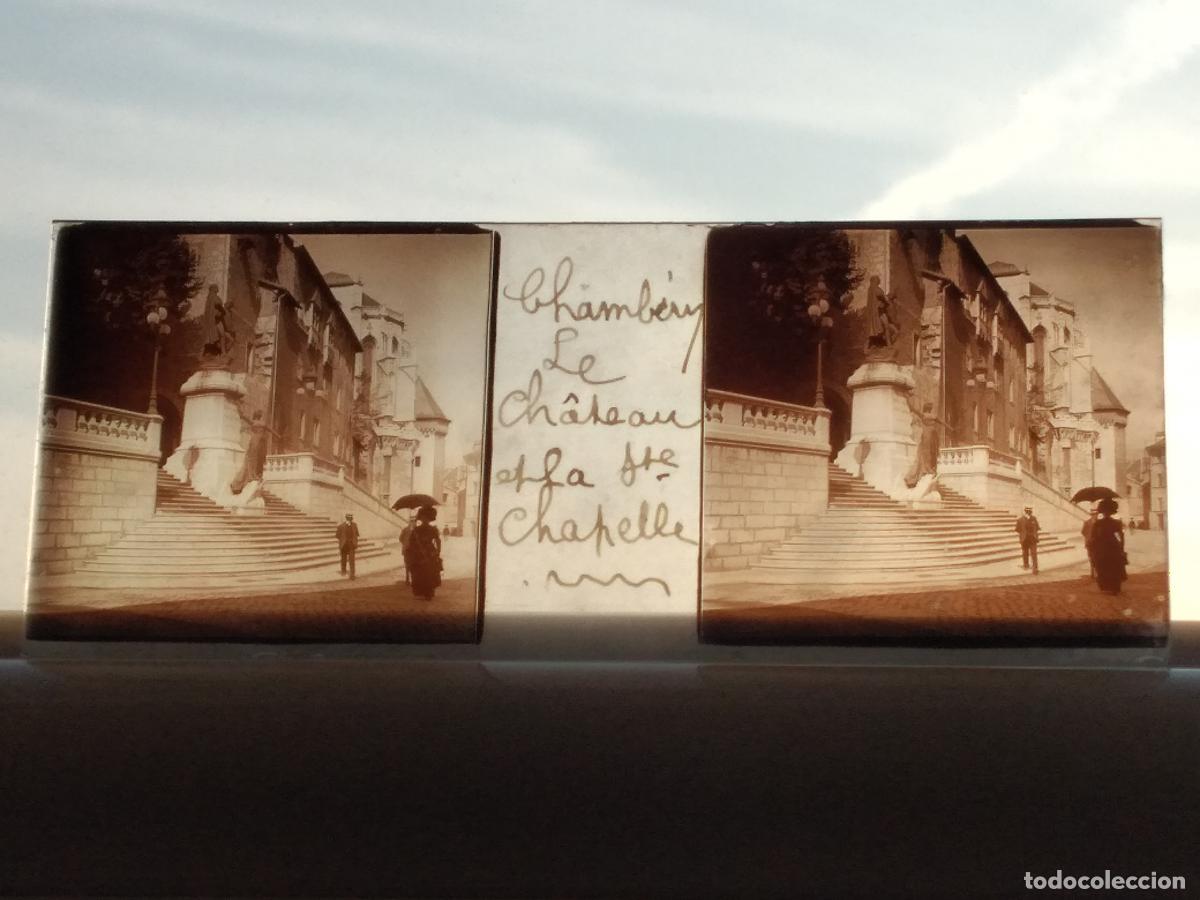 Chambéry
Le
Château
et la Ste
Chapelle
todocoleccion